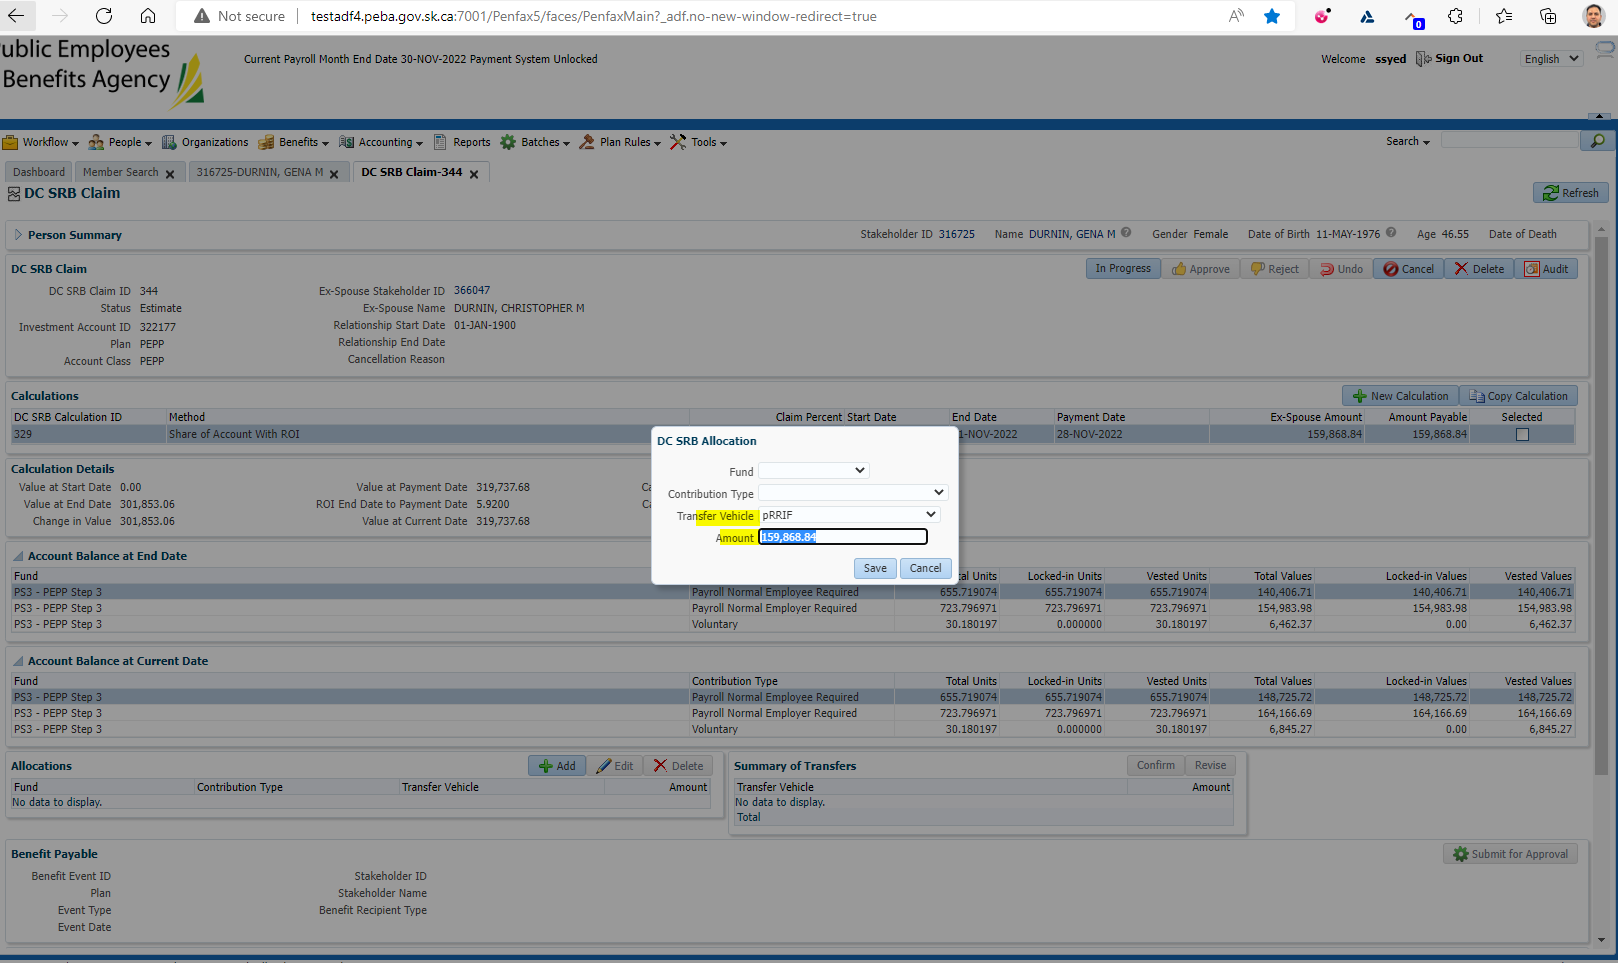 Not secure testadf4.peba.gov.sk.ca:7001/Penfax5/faces/PenfaxMain?_adf.no-new-window-redirect=true
0
ublic Employees
Benefits Agency
Current Payroll Month End Date 30-NOV-2022 Payment System Unlocked
Welcome ssyed Sign Out English
Workflow People Organizations Benefits Accounting Reports Batches Plan Rules Tools Search
Dashboard Member Search 316725-DURNIN, GENA M DC SRB Claim-344
DC SRB Claim Refresh
Person Summary Stakeholder ID 316725 Name DURNIN, GENA M Gender Female Date of Birth 11-MAY-1976 Age 46.55 Date of Death
DC SRB Claim In Progress Approve Reject Undo Cancel Delete Audit
DC SRB Claim ID 344 Ex-Spouse Stakeholder ID 366047
Status Estimate Ex-Spouse Name DURNIN, CHRISTOPHER M
Investment Account ID 322177 Relationship Start Date 01-JAN-1900
Plan PEPP Relationship End Date
Account Class PEPP Cancellation Reason
Calculations New Calculation Copy Calculation
DC SRB Calculation ID Method Claim Percent Start Date End Date Payment Date Ex-Spouse Amount Amount Payable Selected
329 Share of Account With ROI 1-NOV-2022 28-NOV-2022 159,868.84 159,868.84
DC SRB Allocation
Fund
Contribution Type
Transfer Vehicle pRRIF
Amount 159,868.84
Save Cancel
Calculation Details
Value at Start Date 0.00 Value at Payment Date 319,737.68 Ca
Value at End Date 301,853.06 ROI End Date to Payment Date 5.9200 Ca
Change in Value 301,853.06 Value at Current Date 319,737.68
Account Balance at End Date
Fund tal Units Locked-in Units Vested Units Total Values Locked-in Values Vested Values
PS3 - PEPP Step 3 Payroll Normal Employee Required 655.719074 655.719074 655.719074 140,406.71 140,406.71 140,406.71
PS3 - PEPP Step 3 Payroll Normal Employer Required 723.796971 723.796971 723.796971 154,983.98 154,983.98 154,983.98
PS3 - PEPP Step 3 Voluntary 30.180197 0.000000 30.180197 6,462.37 0.00 6,462.37
Account Balance at Current Date
Fund Contribution Type Total Units Locked-in Units Vested Units Total Values Locked-in Values Vested Values
PS3 - PEPP Step 3 Payroll Normal Employee Required 655.719074 655.719074 655.719074 148,725.72 148,725.72 148,725.72
PS3 - PEPP Step 3 Payroll Normal Employer Required 723.796971 723.796971 723.796971 164,166.69 164,166.69 164,166.69
PS3 - PEPP Step 3 Voluntary 30.180197 0.000000 30.180197 6,845.27 0.00 6,845.27
Allocations Add Edit Delete Summary of Transfers Confirm Revise
Fund Contribution Type Transfer Vehicle Amount Transfer Vehicle Amount
No data to display. No data to display.
Total
Benefit Payable Submit for Approval
Benefit Event ID Stakeholder ID
Plan Stakeholder Name
Event Type Benefit Recipient Type
Event Date